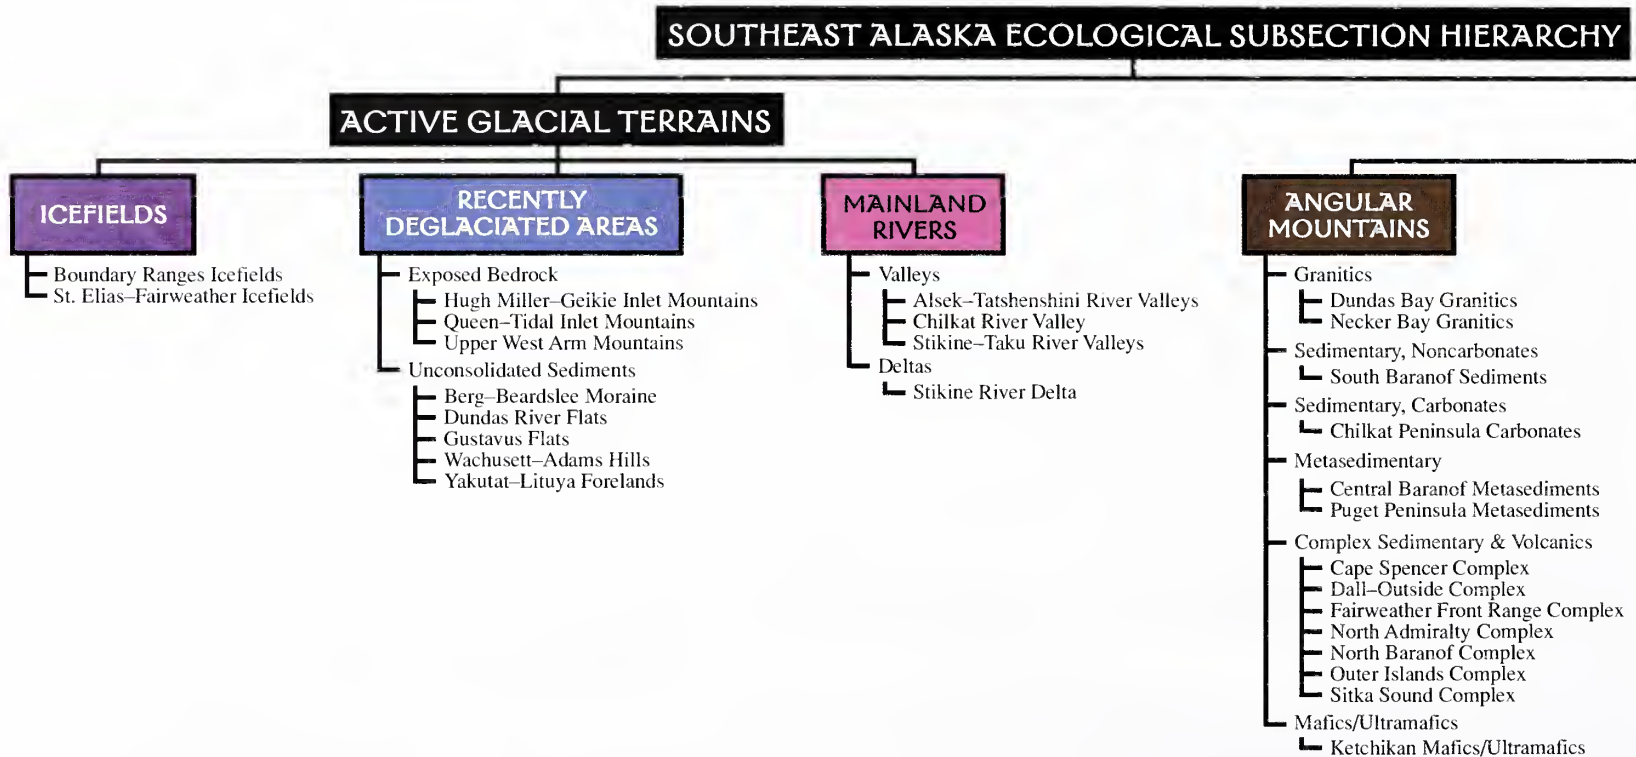 SOUTHEAST ALASKA ECOLOGICAL SUBSECTION HIERARCHY
ACTIVE GLACIAL TERRAINS
ICEFIELDS
Boundary Ranges Icefields
St. Elias–Fairweather Icefields
RECENTLY
DEGLACIATED AREAS
Exposed Bedrock
Hugh Miller–Geikie Inlet Mountains
Queen–Tidal Inlet Mountains
Upper West Arm Mountains
Unconsolidated Sediments
Berg–Beardslee Moraine
Dundas River Flats
Gustavus Flats
Wachusett–Adams Hills
Yakutat–Lituya Forelands
MAINLAND
RIVERS
Valleys
Alsek–Tatshenshini River Valleys
Chilkat River Valley
Stikine–Taku River Valleys
Deltas
Stikine River Delta
ANGULAR
MOUNTAINS
Granitics
Dundas Bay Granitics
Necker Bay Granitics
Sedimentary, Noncarbonates
South Baranof Sediments
Sedimentary, Carbonates
Chilkat Peninsula Carbonates
Metasedimentary
Central Baranof Metasediments
Puget Peninsula Metasediments
Complex Sedimentary & Volcanics
Cape Spencer Complex
Dall–Outside Complex
Fairweather Front Range Complex
North Admiralty Complex
North Baranof Complex
Outer Islands Complex
Sitka Sound Complex
Mafics/Ultramafics
Ketchikan Mafics/Ultramafics